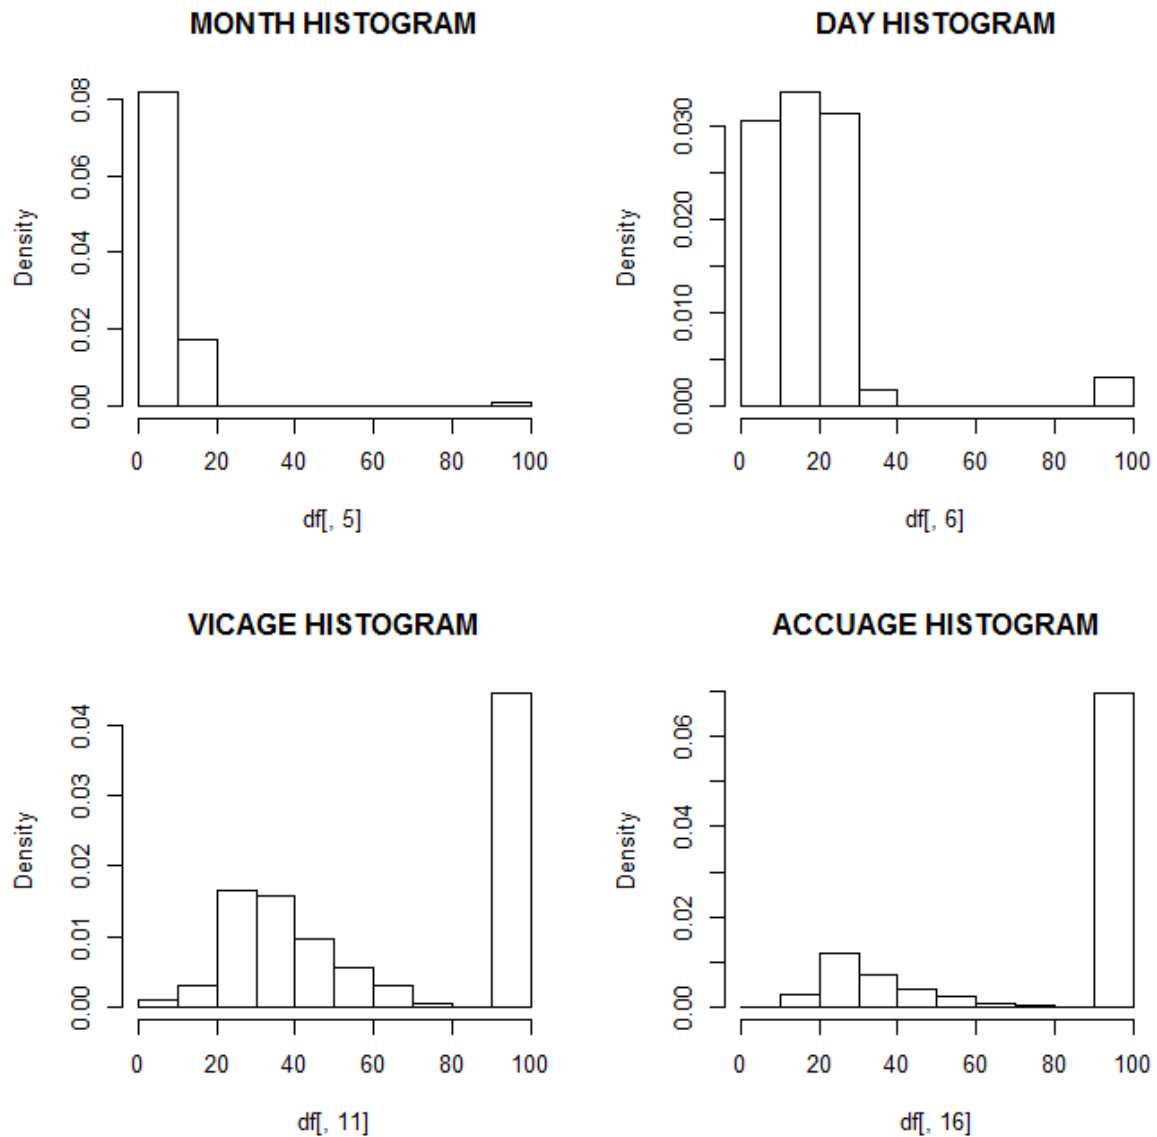 MONTH HISTOGRAM
Density
0.00 0.02 0.04 0.06 0.08
0 20 40 60 80 100
df[, 5]
DAY HISTOGRAM
Density
0.000 0.010 0.020 0.030
0 20 40 60 80 100
df[, 6]
VICAGE HISTOGRAM
Density
0.00 0.01 0.02 0.03 0.04
0 20 40 60 80 100
df[, 11]
ACCUAGE HISTOGRAM
Density
0.00 0.02 0.04 0.06
0 20 40 60 80 100
df[, 16]